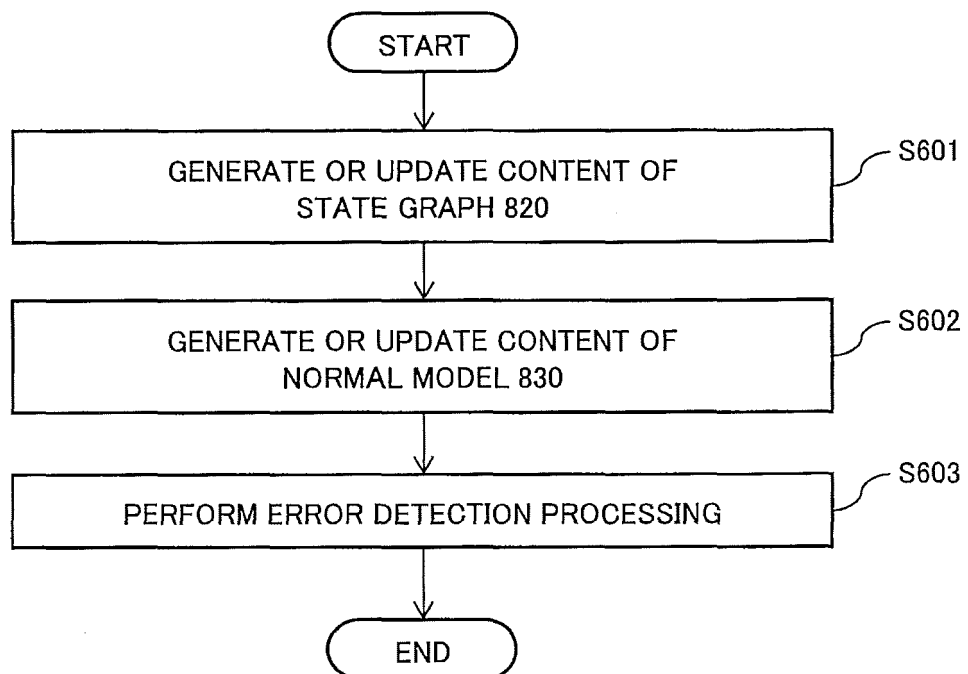 START
GENERATE OR UPDATE CONTENT OF
STATE GRAPH 820
S601
GENERATE OR UPDATE CONTENT OF
NORMAL MODEL 830
S602
PERFORM ERROR DETECTION PROCESSING
S603
END